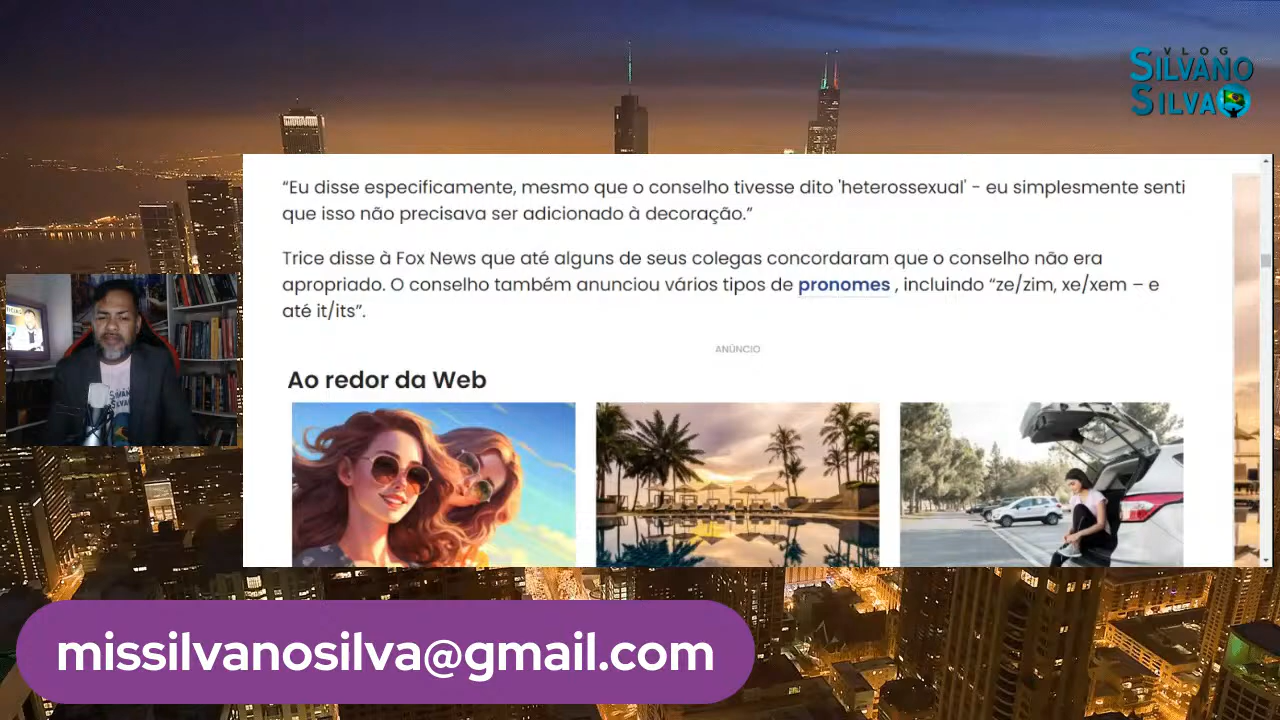 VLOG
SILVANO
SILVA
“Eu disse especificamente, mesmo que o conselho tivesse dito 'heterossexual' - eu simplesmente senti
que isso não precisava ser adicionado à decoração.”
Trice disse à Fox News que até alguns de seus colegas concordaram que o conselho não era
apropriado. O conselho também anunciou vários tipos de pronomes , incluindo “ze/zim, xe/xem – e
até it/its”.
ANÚNCIO
Ao redor da Web
SILVANO
SILVA
missilvanosilva@gmail.com